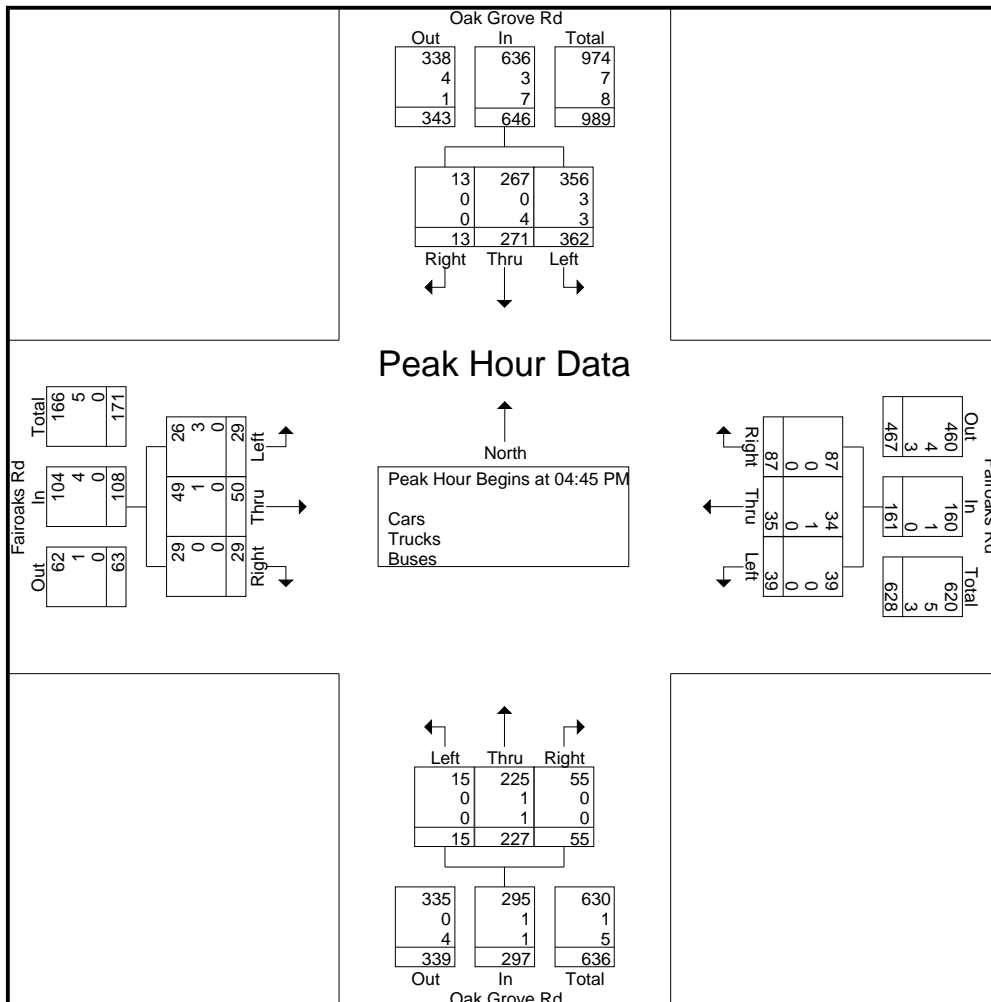 Oak Grove Rd
Out In Total
338 636 974
4 3 7
1 7 8
343 646 989
13 267 356
0 0 3
0 4 3
13 271 362
Right Thru Left
Peak Hour Data
North
Peak Hour Begins at 04:45 PM
Cars
Trucks
Buses
Fairoaks Rd
Total
166
5
0
171
In
104
4
0
108
Out
62
1
0
63
Left
26
3
0
29
Thru
49
1
0
50
Right
29
0
0
29
Right
87
0
0
87
Thru
34
1
0
35
Left
39
0
0
39
Fairoaks Rd
Out
460
4
3
467
In
160
1
0
161
Total
620
5
3
628
Left Thru Right
15 225 55
0 1 0
0 1 0
15 227 55
335 295 630
0 1 1
4 1 5
339 297 636
Out In Total
Oak Grove Rd